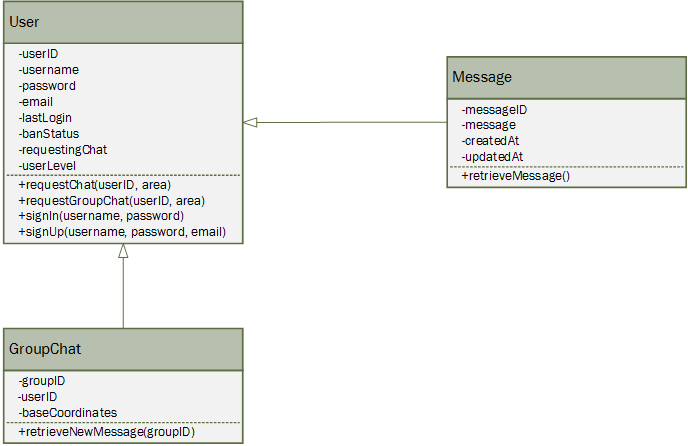 User
-userID
-username
-password
-email
-lastLogin
-banStatus
-requestingChat
-userLevel
+requestChat(userID, area)
+requestGroupChat(userID, area)
+signIn(username, password)
+signUp(username, password, email)
Message
-messageID
-message
-createdAt
-updatedAt
+retrieveMessage()
GroupChat
-groupID
-userID
-baseCoordinates
+retrieveNewMessage(groupID)